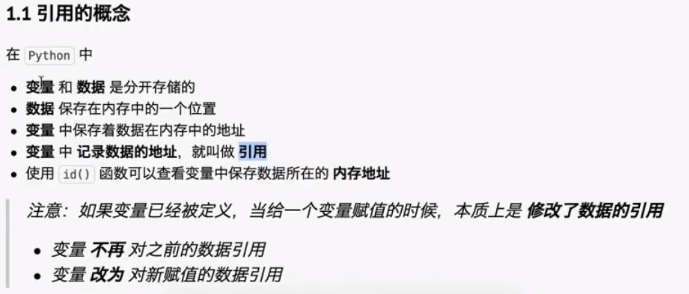 1.1 引用的概念
在 Python 中
变量 和 数据 是分开存储的
数据 保存在内存中的一个位置
变量 中保存着数据在内存中的地址
变量 中 记录数据的地址，就叫做 引用
使用 id() 函数可以查看变量中保存数据所在的 内存地址
注意：如果变量已经被定义，当给一个变量赋值的时候，本质上是 修改了数据的引用
变量 不再 对之前的数据引用
变量 改为 对新赋值的数据引用